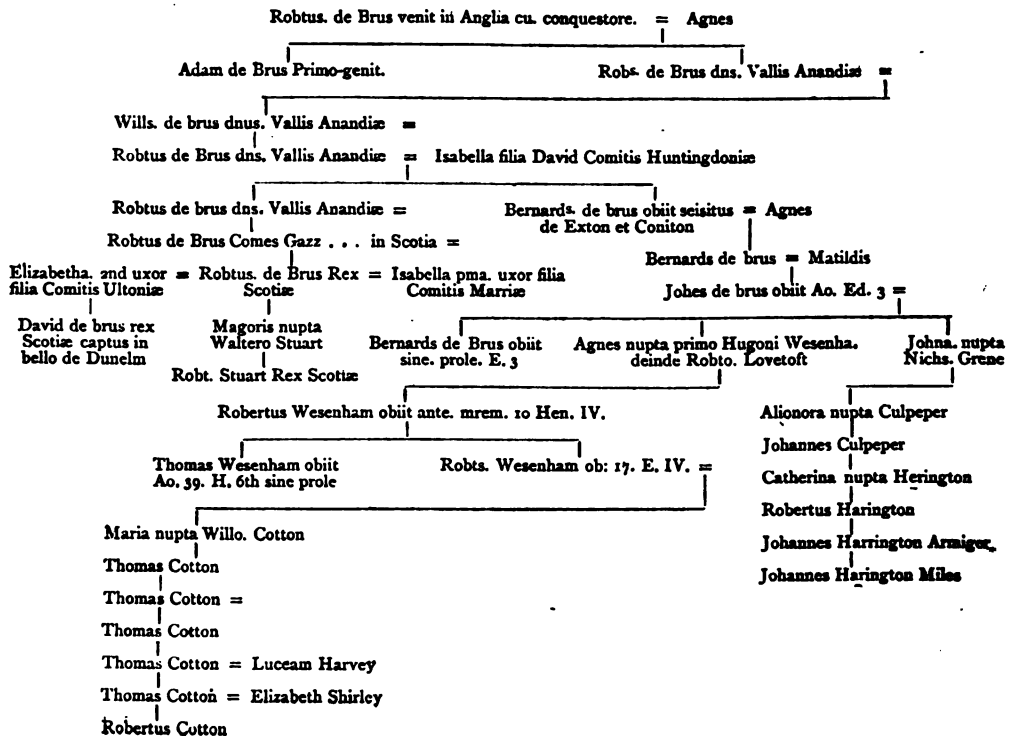 Robtus. de Brus venit in Anglia cu. conquestore. = Agnes
Adam de Brus Primo-genit. Robs. de Brus dns. Vallis Anandiæ =
Wills. de brus dnus. Vallis Anandiæ =
Robtus de Brus dns. Vallis Anandiæ = Isabella filia David Comitis Huntingdoniæ
Robtus de brus dns. Vallis Anandiæ = Bernards. de brus obiit seisitus = Agnes
de Exton et Coniton
Robtus de Brus Comes Gazz . . . in Scotia =
Bernards de brus = Matildis
Elizabetha. 2nd uxor = Robtus. de Brus Rex = Isabella pma. uxor filia
filia Comitis Ultoniæ Scotiæ Comitis Marriæ
Johes de brus obiit Ao. Ed. 3 =
David de brus rex
Scotiæ captus in
bello de Dunelm
Magoris nupta
Waltero Stuart
Robt. Stuart Rex Scotiæ
Bernards de Brus obiit
sine. prole. E. 3
Agnes nupta primo Hugoni Wesenha.
deinde Robto. Lovetoft
Johna. nupta
Nichs. Grene
Robertus Wesenham obiit ante. mrem. 10 Hen. IV.
Thomas Wesenham obiit
Ao. 39. H. 6th sine prole
Robts. Wesenham ob: 17. E. IV. =
Alionora nupta Culpeper
Johannes Culpeper
Catherina nupta Herington
Robertus Harington
Johannes Harrington Armiger.
Johannes Harington Miles
Maria nupta Willo. Cotton
Thomas Cotton
Thomas Cotton =
Thomas Cotton
Thomas Cotton = Luceam Harvey
Thomas Cotton = Elizabeth Shirley
Robertus Cotton